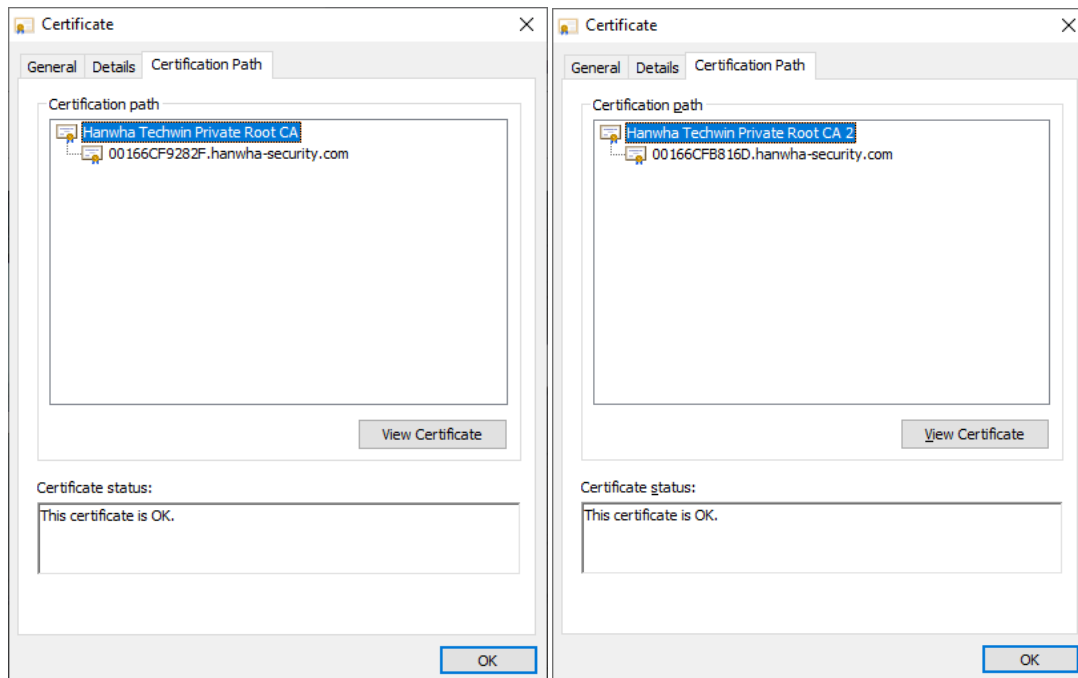 Certificate
General Details Certification Path
Certification path
Hanwha Techwin Private Root CA
00166CF9282F.hanwha-security.com
View Certificate
Certificate status:
This certificate is OK.
OK
Certificate
General Details Certification Path
Certification path
Hanwha Techwin Private Root CA 2
00166CFB816D.hanwha-security.com
View Certificate
Certificate status:
This certificate is OK.
OK